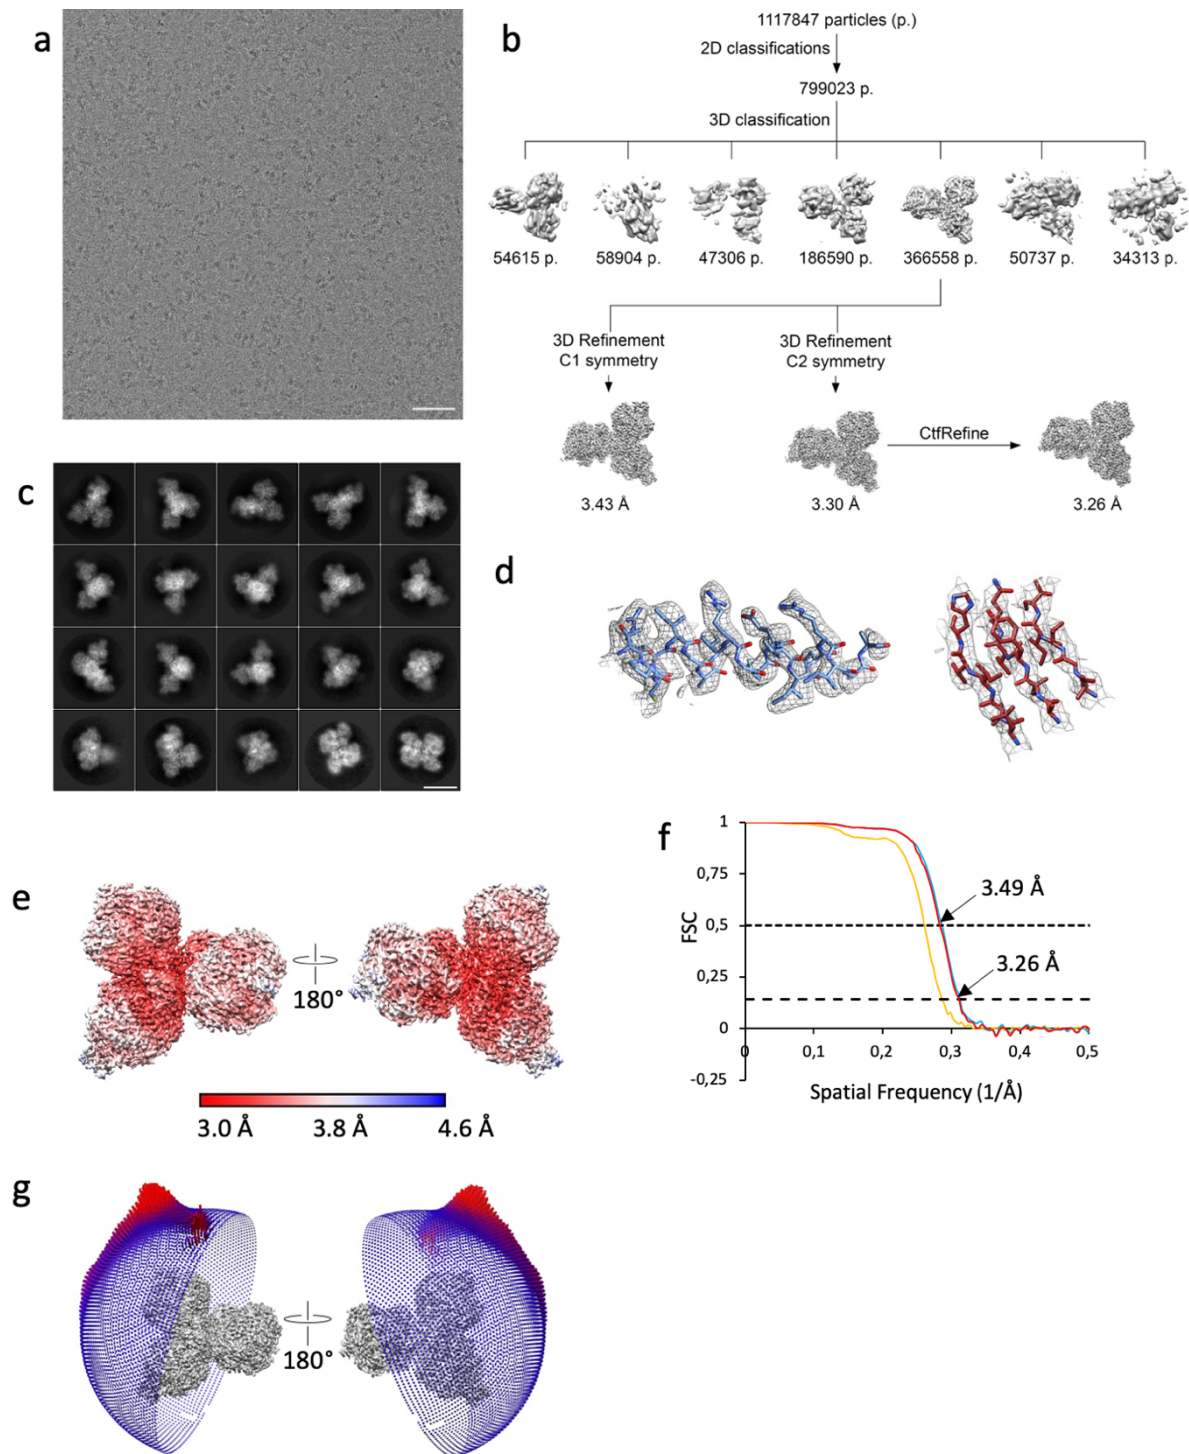 a
b
1117847 particles (p.)
2D classifications
799023 p.
3D classification
54615 p.
58904 p.
47306 p.
186590 p.
366558 p.
50737 p.
34313 p.
3D Refinement
C1 symmetry
3D Refinement
C2 symmetry
CtfRefine
3.43 Å
3.30 Å
3.26 Å
c
d
e
180°
3.0 Å
3.8 Å
4.6 Å
f
1
0,75
0,5
0,25
0
-0,25
FSC
3.49 Å
3.26 Å
0
0,1
0,2
0,3
0,4
0,5
Spatial Frequency (1/Å)
g
180°